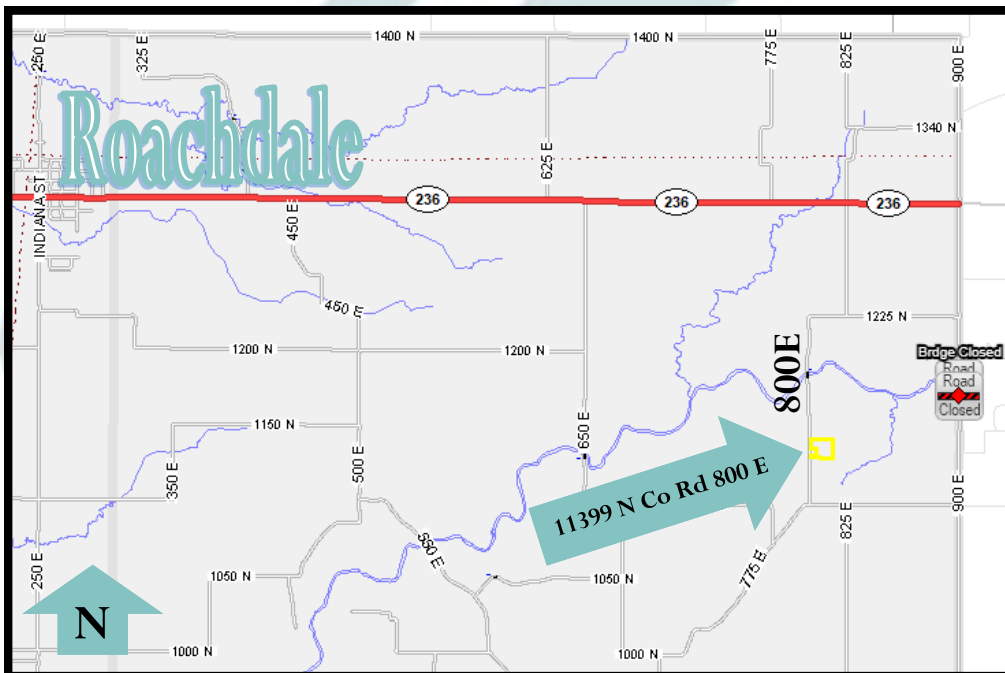 1400 N
1400 N
250 E
325 E
775 E
825 E
900 E
Roachdale
1340 N
625 E
INDIANA ST
236
236
236
450 E
450 E
1225 N
800E
1200 N
1200 N
Brdge Closed
Road
Road
Closed
1150 N
650 E
350 E
500 E
11399 N Co Rd 800 E
825 E
900 E
550 E
250 E
1050 N
1050 N
775 E
N
1000 N
1000 N